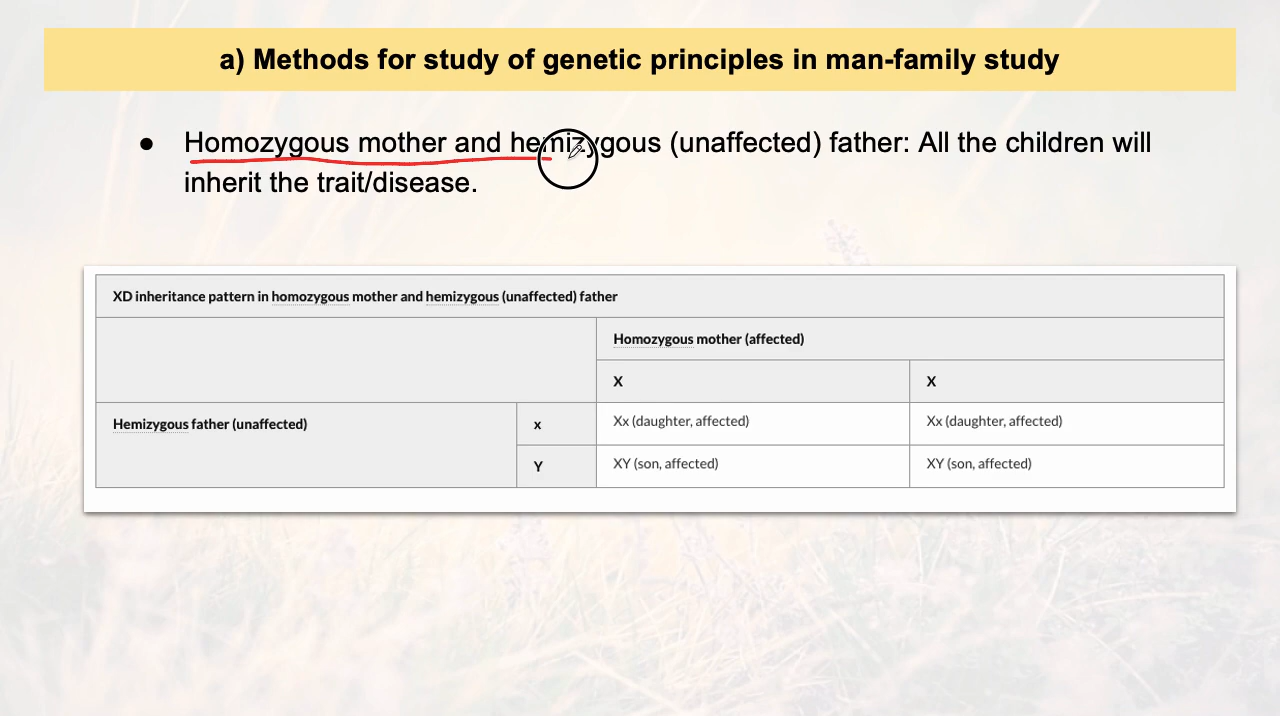 a) Methods for study of genetic principles in man-family study
● Homozygous mother and hemizygous (unaffected) father: All the children will
inherit the trait/disease.
XD inheritance pattern in homozygous mother and hemizygous (unaffected) father
Homozygous mother (affected)
X X
Hemizygous father (unaffected) x Xx (daughter, affected) Xx (daughter, affected)
Y XY (son, affected) XY (son, affected)